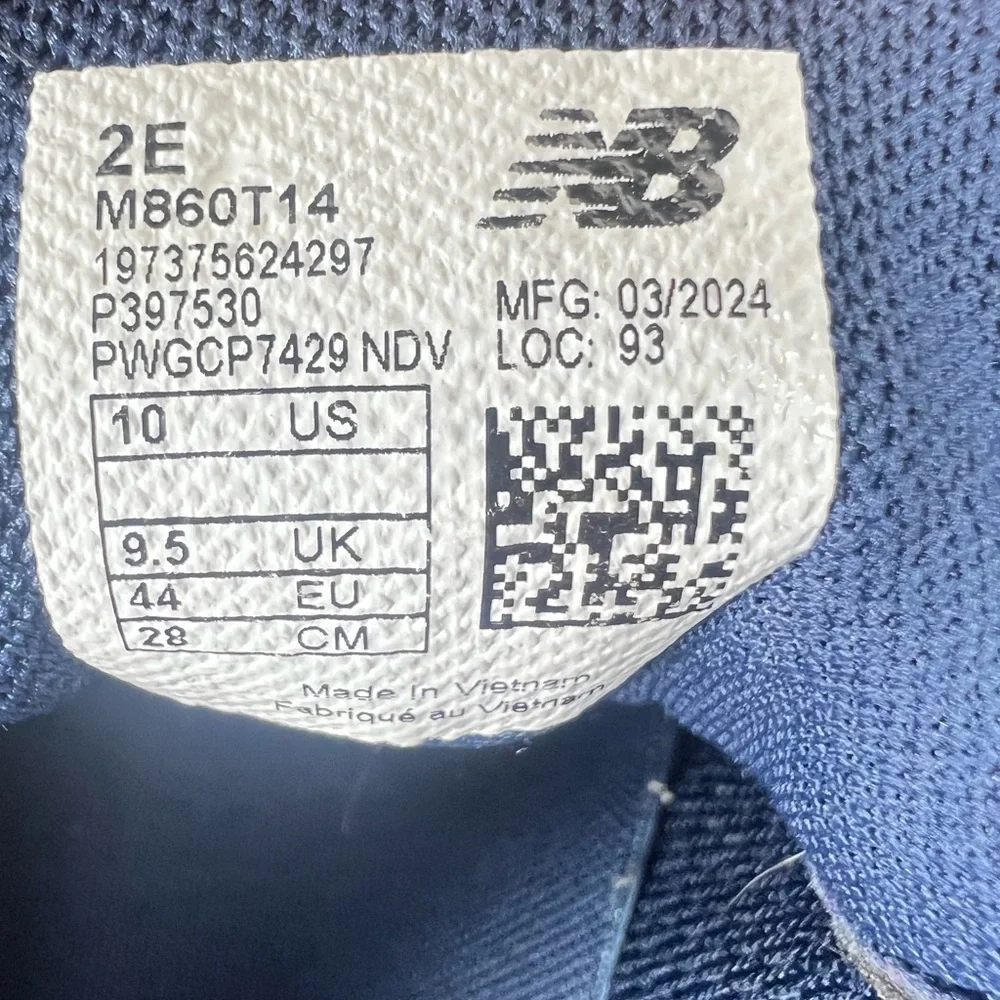 2E
NB
M860T14
197375624297
P397530
PWGCP7429 NDV
MFG: 03/2024
LOC: 93
10 US
9.5 UK
44 EU
28 CM
Made In Vietnam
Fabriqué au Vietnam